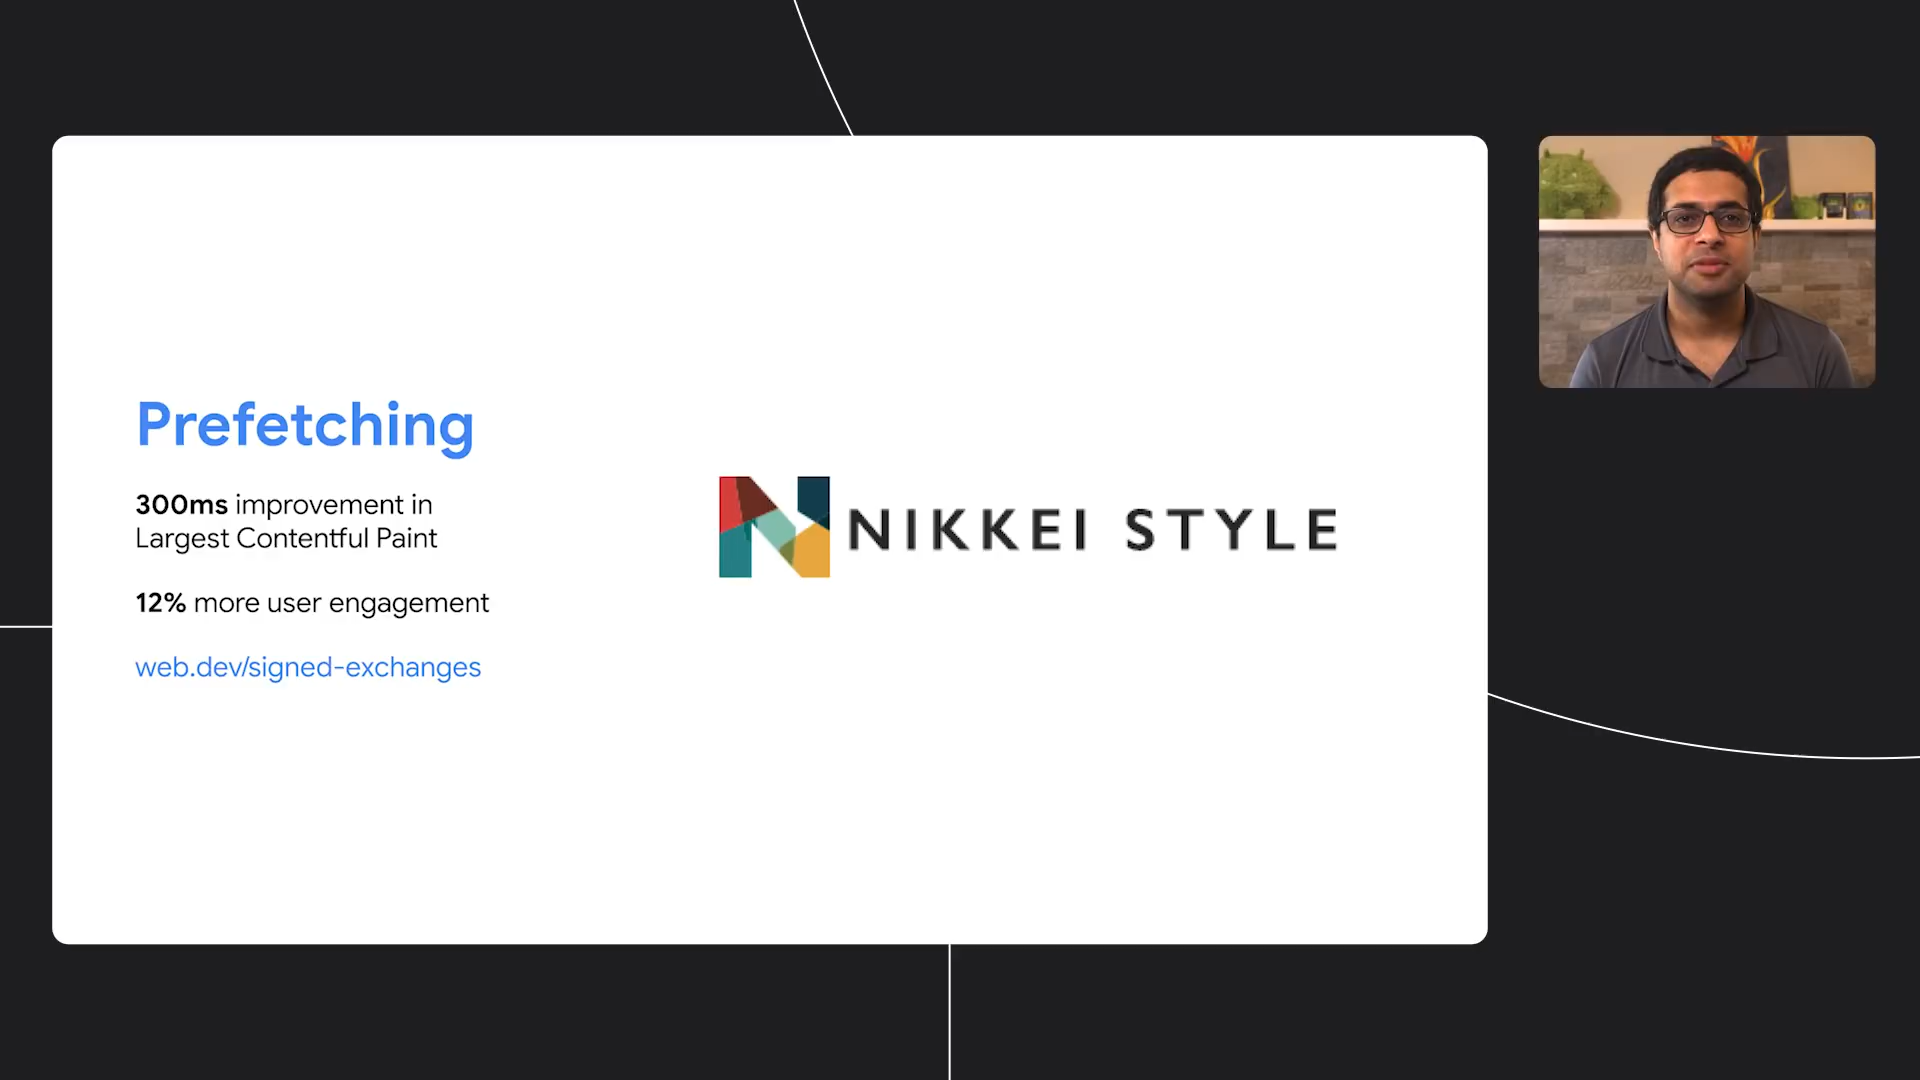 Prefetching
300ms improvement in
Largest Contentful Paint
12% more user engagement
web.dev/signed-exchanges
NIKKEI STYLE